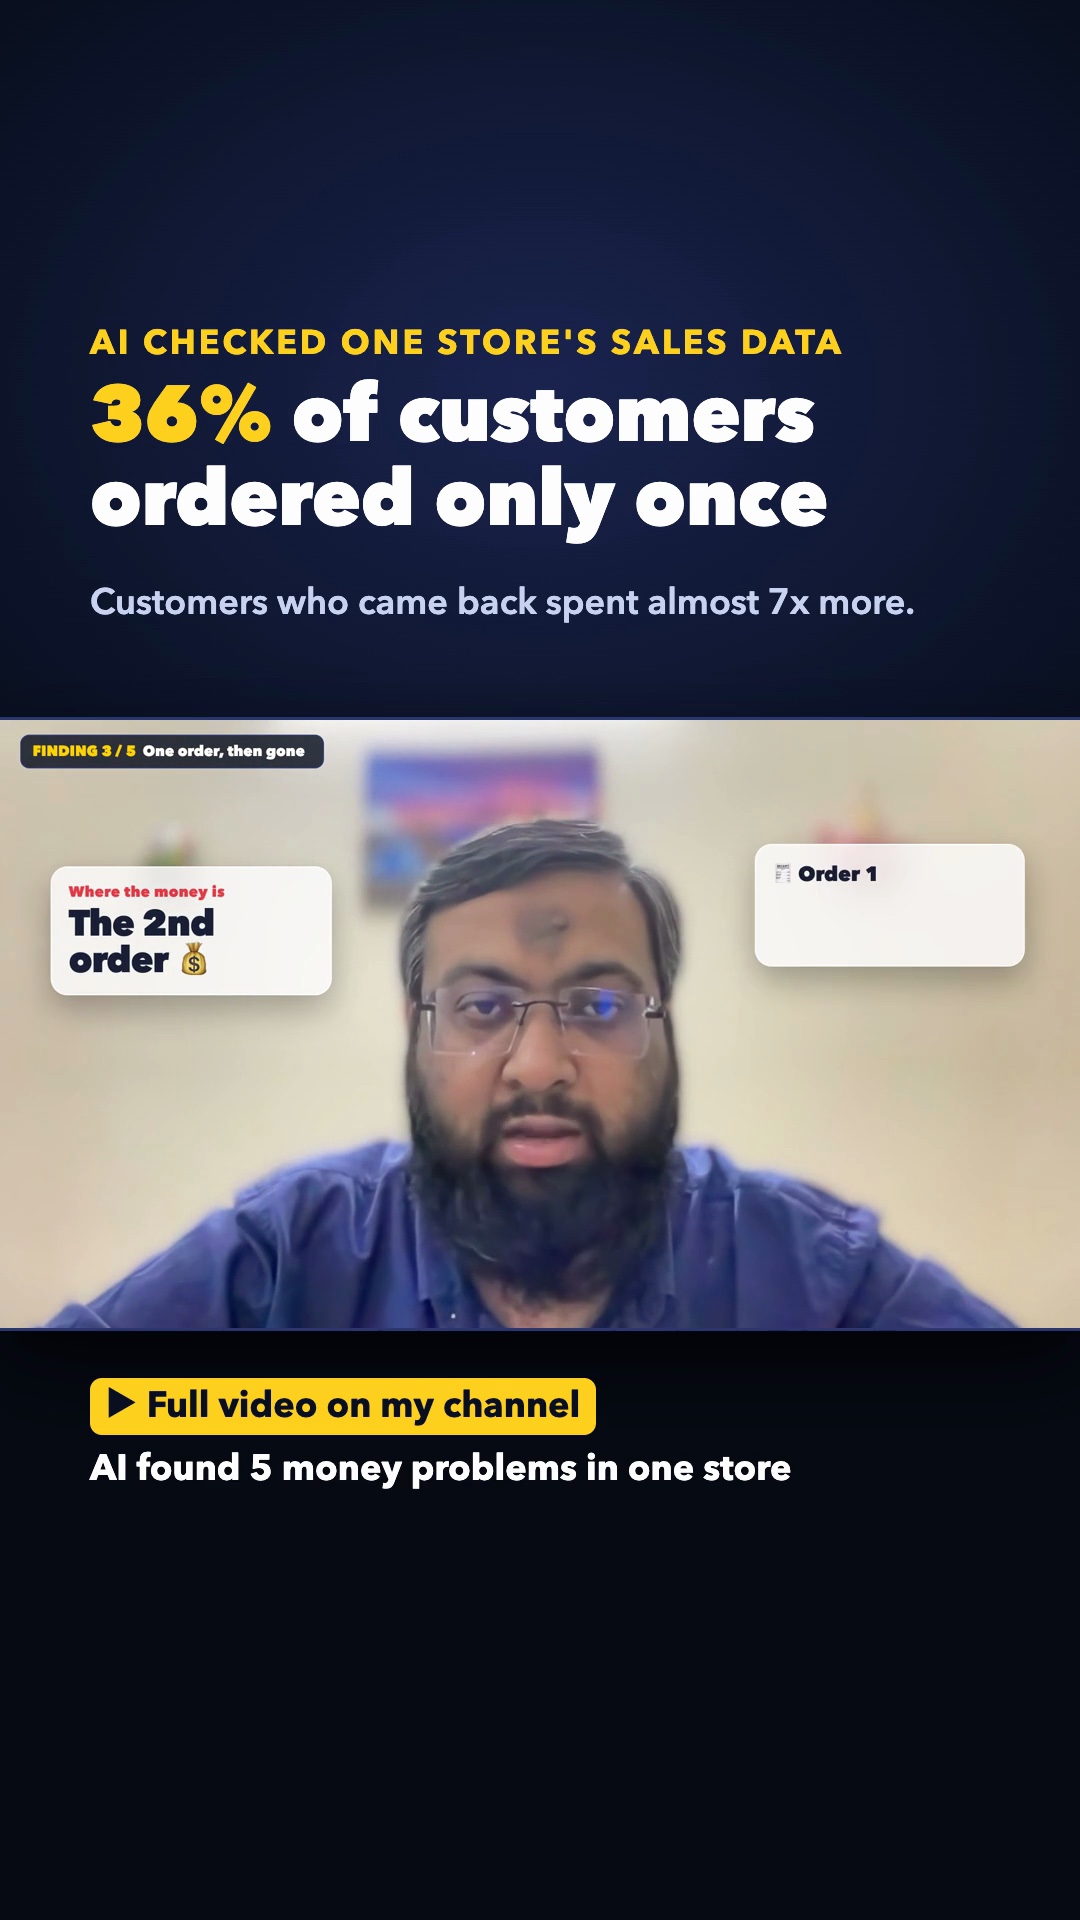 AI CHECKED ONE STORE'S SALES DATA
36% of customers
ordered only once
Customers who came back spent almost 7x more.
FINDING 3 / 5 One order, then gone
Where the money is
The 2nd
order 💰
Order 1
▶ Full video on my channel
AI found 5 money problems in one store